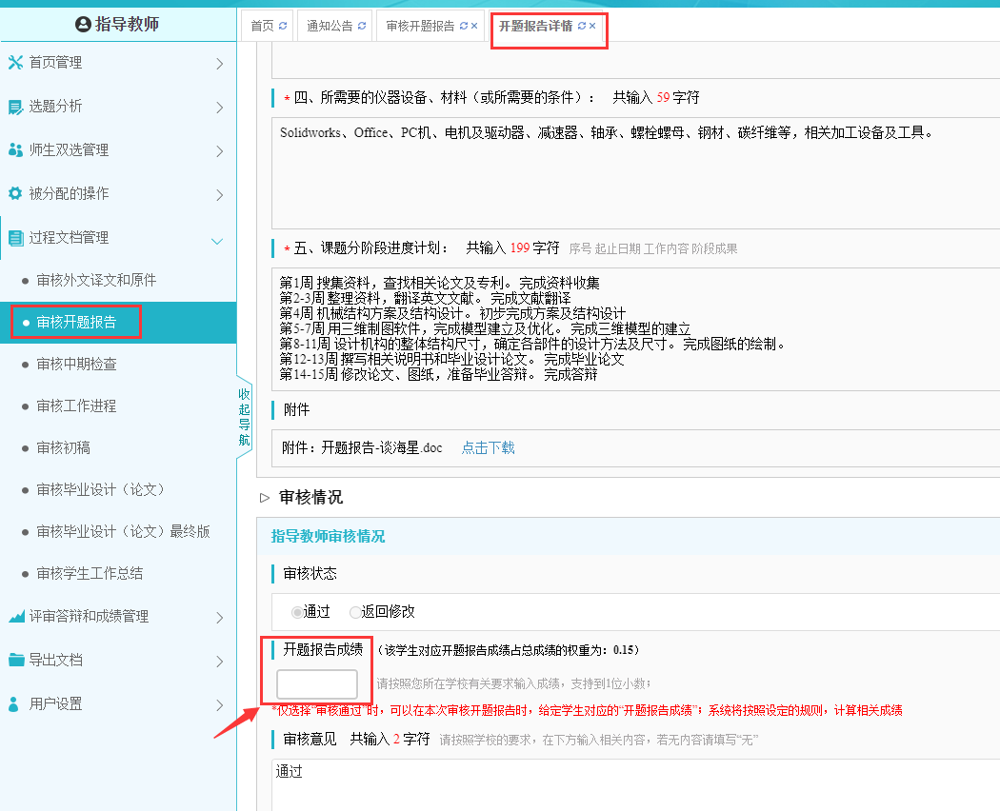 指导教师
首页
通知公告
审核开题报告
开题报告详情
首页管理
选题分析
师生双选管理
被分配的操作
过程文档管理
审核外文译文和原件
审核开题报告
审核中期检查
审核工作进程
审核初稿
审核毕业设计（论文）
审核毕业设计（论文）最终版
审核学生工作总结
评审答辩和成绩管理
导出文档
用户设置
收起导航
* 四、所需要的仪器设备、材料（或所需要的条件）： 共输入 59 字符
Solidworks、Office、PC机、电机及驱动器、减速器、轴承、螺栓螺母、钢材、碳纤维等，相关加工设备及工具。
* 五、课题分阶段进度计划： 共输入 199 字符 序号 起止日期 工作内容 阶段成果
第1周 搜集资料，查找相关论文及专利。 完成资料收集
第2-3周 整理资料，翻译英文文献。 完成文献翻译
第4周 机械结构方案及结构设计。 初步完成方案及结构设计
第5-7周 用三维制图软件，完成模型建立及优化。 完成三维模型的建立
第8-11周 设计机构的整体结构尺寸，确定各部件的设计方法及尺寸。 完成图纸的绘制。
第12-13周 撰写相关说明书和毕业设计论文。 完成毕业论文
第14-15周 修改论文、图纸，准备毕业答辩。 完成答辩
附件
附件：开题报告-谈海星.doc 点击下载
审核情况
指导教师审核情况
审核状态
通过 返回修改
开题报告成绩 （该学生对应开题报告成绩占总成绩的权重为：0.15）
请按照您所在学校有关要求输入成绩，支持到1位小数；
*仅选择“审核通过”时，可以在本次审核开题报告时，给定学生对应的“开题报告成绩”；系统将按照设定的规则，计算相关成绩
审核意见 共输入 2 字符 请按照学校的要求，在下方输入相关内容，若无内容请填写“无”
通过